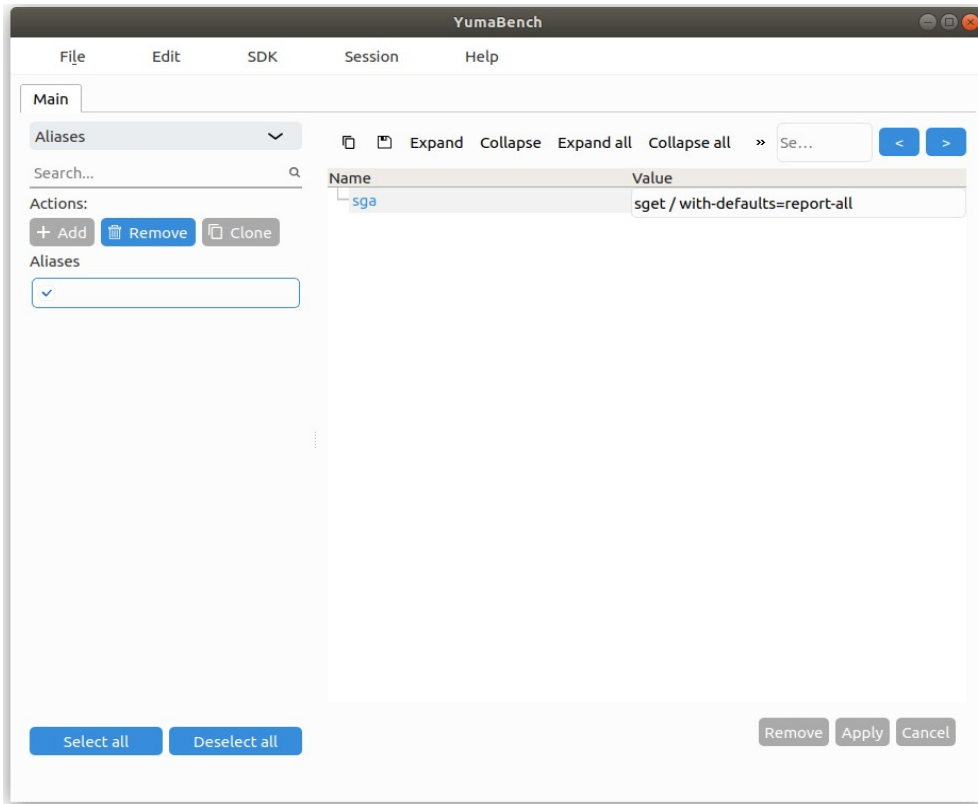 YumaBench
File Edit SDK Session Help
Main
Aliases
Search...
Actions:
+ Add Remove Clone
Aliases
Expand Collapse Expand all Collapse all » Se... < >
Name Value
sga sget / with-defaults=report-all
Select all Deselect all
Remove Apply Cancel